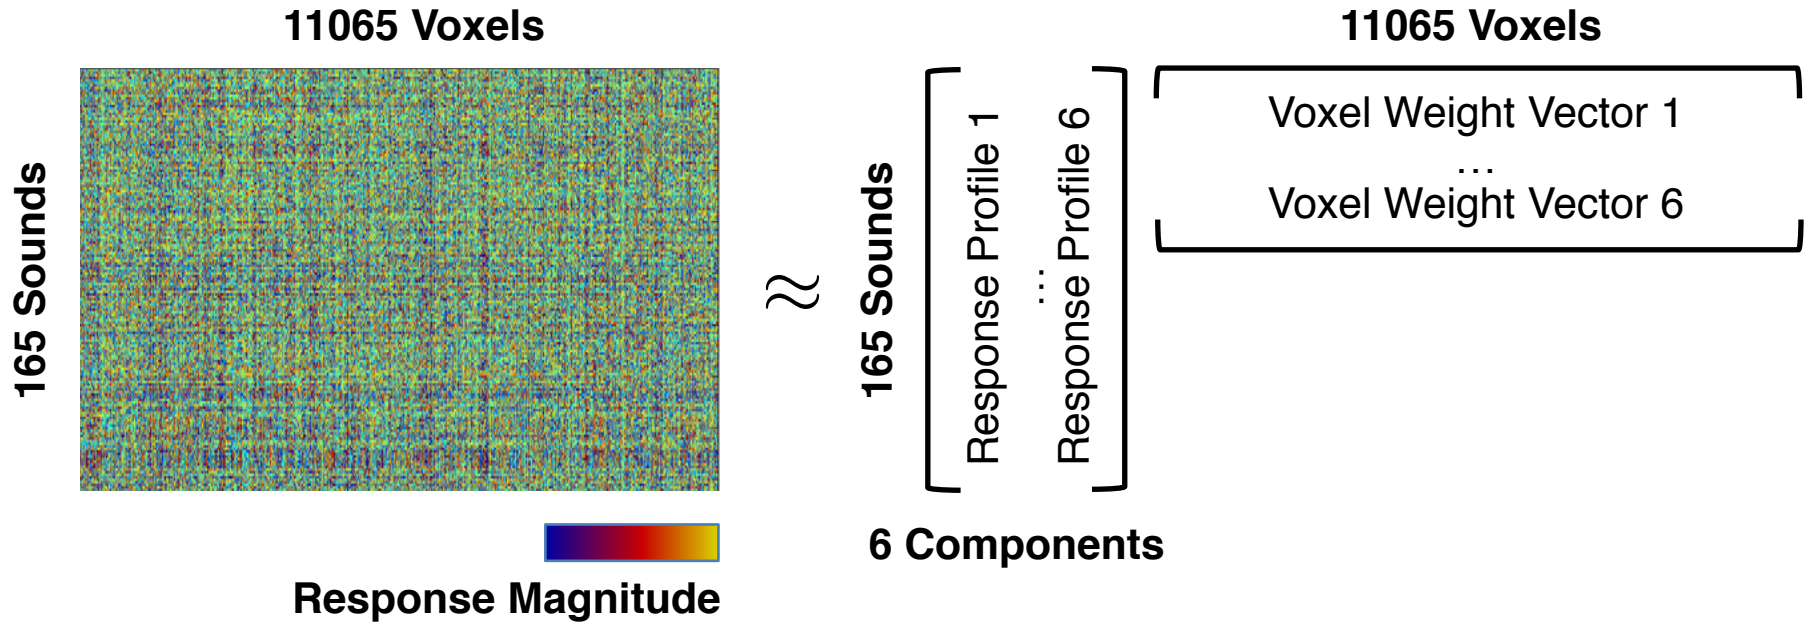 11065 Voxels
165 Sounds
Response Magnitude
≈
165 Sounds
Response Profile 1
...
Response Profile 6
6 Components
11065 Voxels
Voxel Weight Vector 1
...
Voxel Weight Vector 6